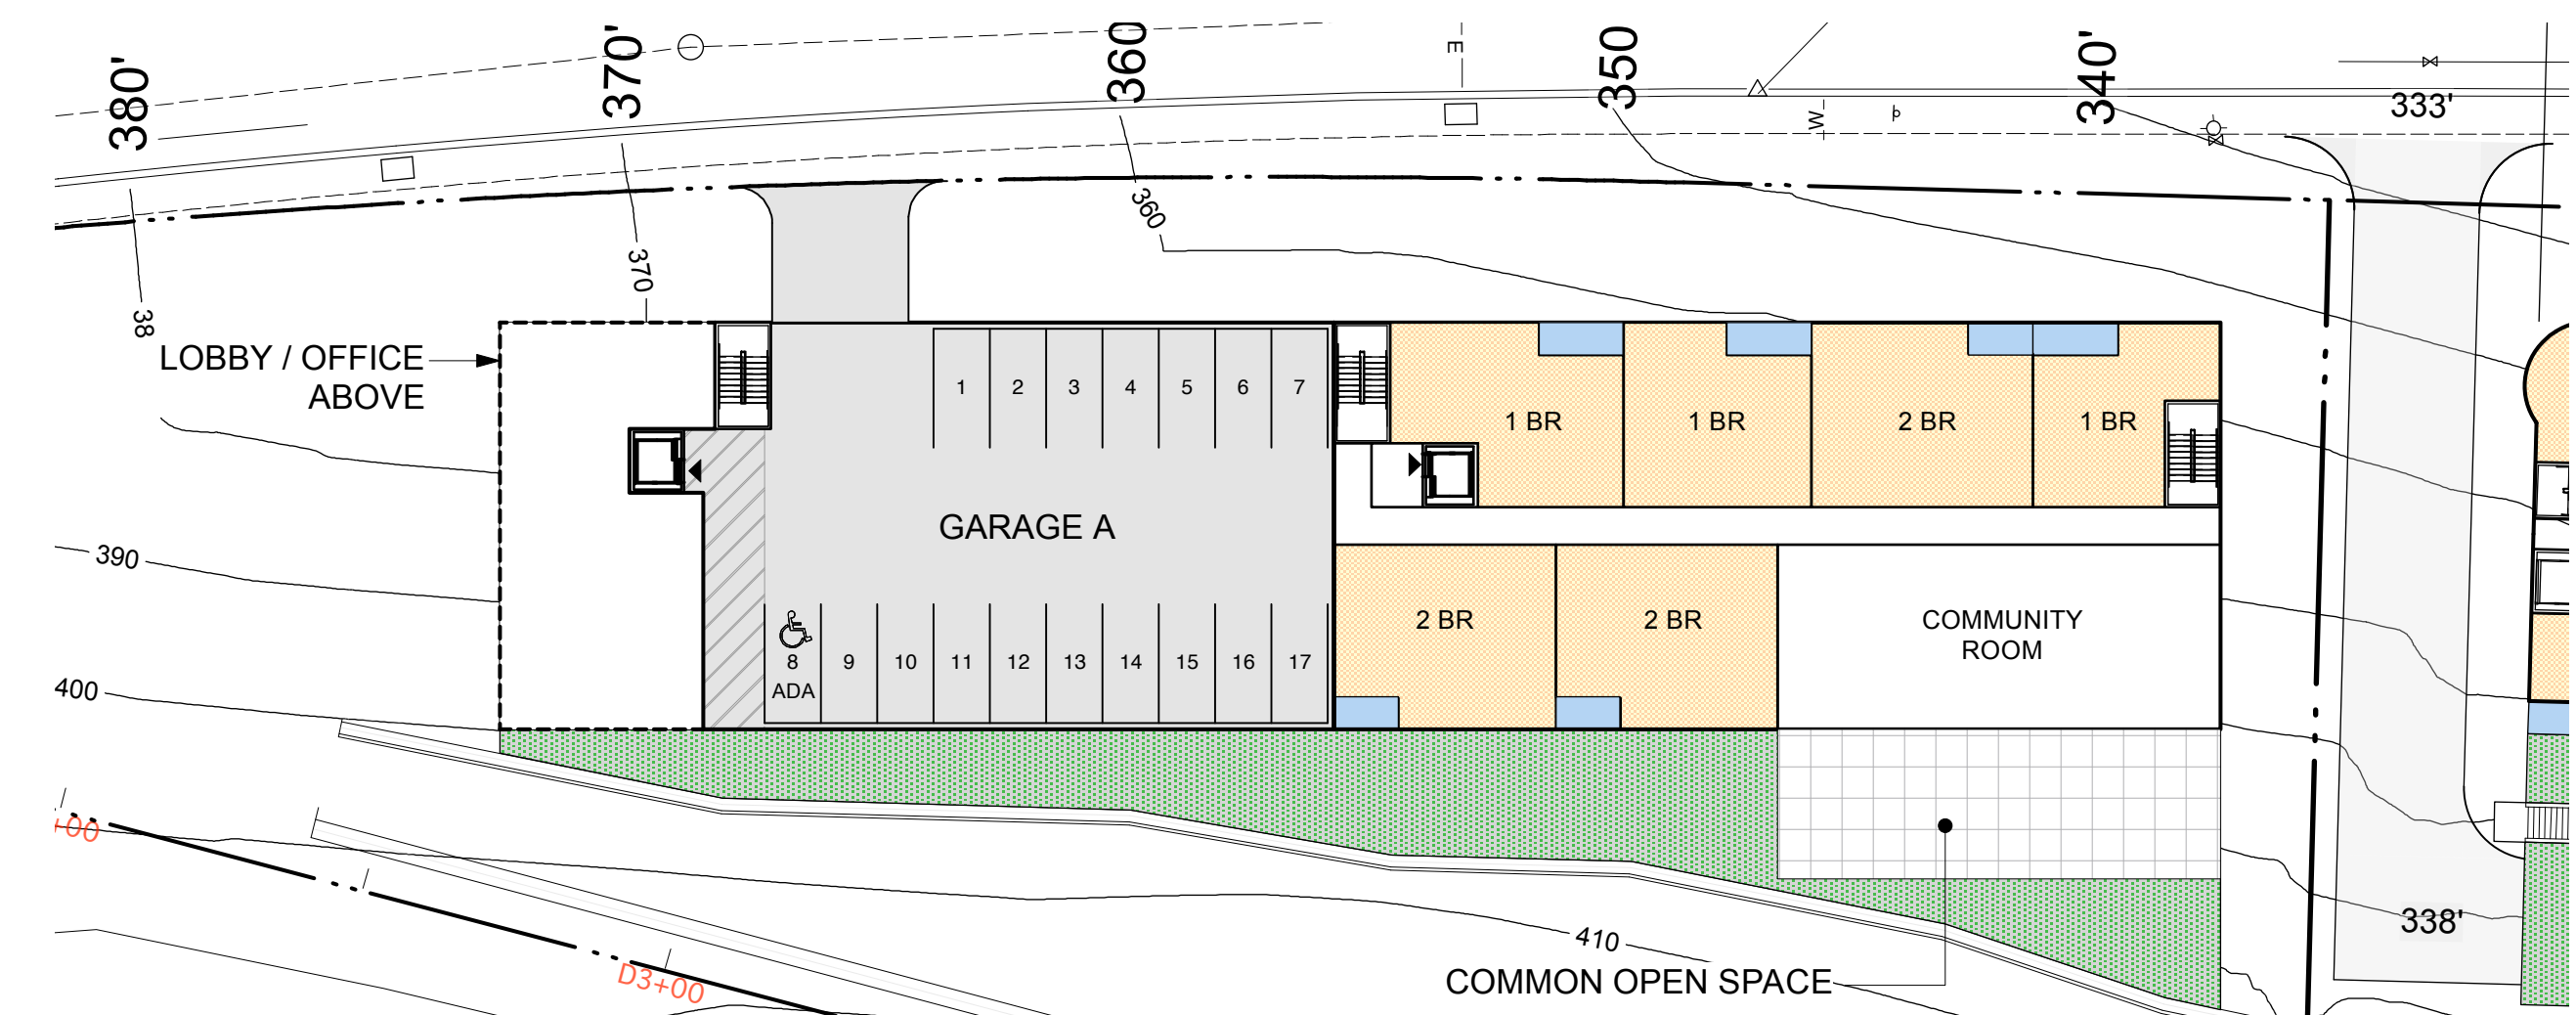 380'
370'
360
350
340'
E
W
333'
38
370
360
LOBBY / OFFICE
ABOVE
1 2 3 4 5 6 7
1 BR
1 BR
2 BR
1 BR
GARAGE A
390
400
8
ADA
9 10 11 12 13 14 15 16 17
2 BR
2 BR
COMMUNITY
ROOM
+00
D3+00
410
COMMON OPEN SPACE
338'